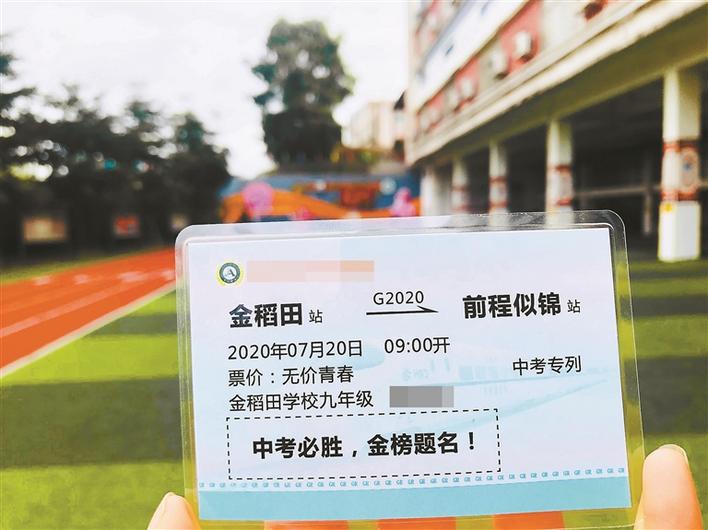 金稻田站 G2020 前程似锦站
2020年07月20日 09:00开
票价：无价青春 中考专列
金稻田学校九年级
中考必胜，金榜题名！